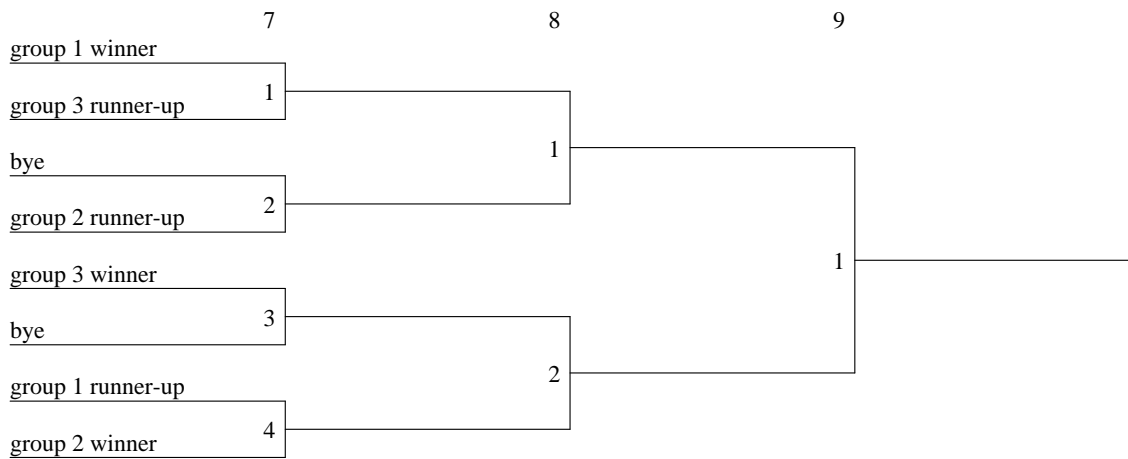 7 8 9
group 1 winner
1
group 3 runner-up
1
bye
2
group 2 runner-up
1
group 3 winner
3
bye
2
group 1 runner-up
4
group 2 winner